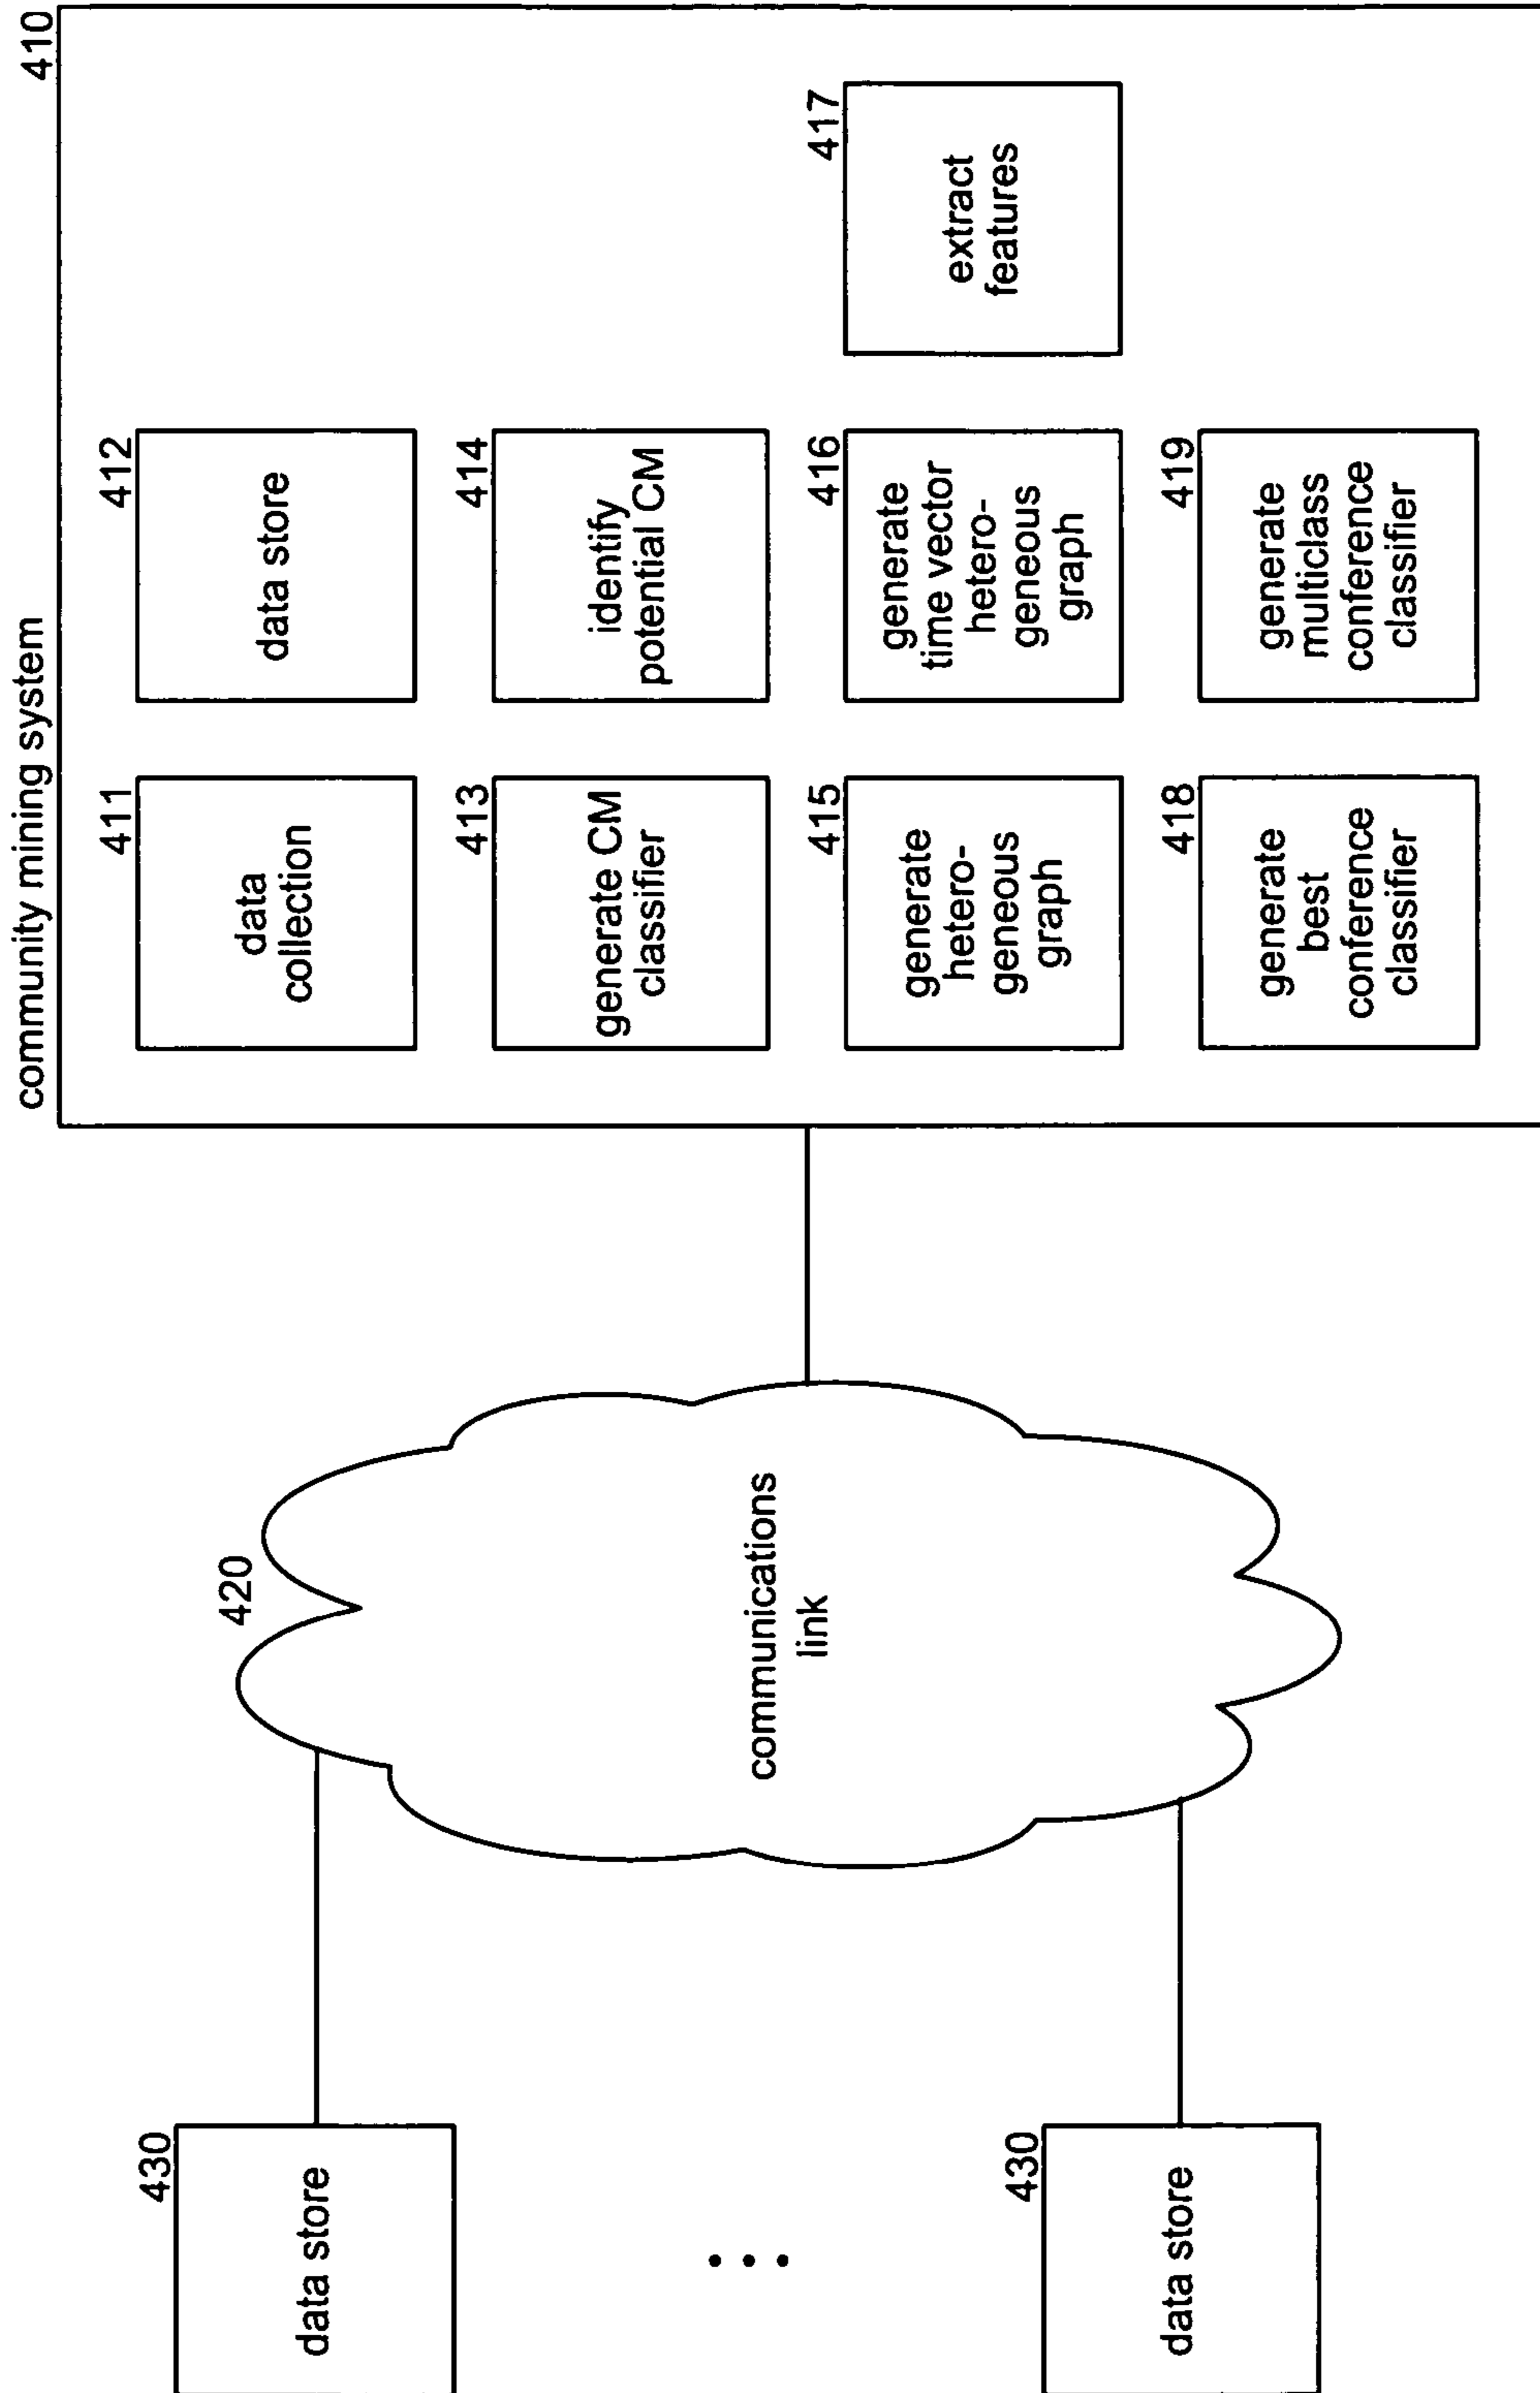 community mining system
410
411
data
collection
412
data store
413
generate CM
classifier
414
identify
potential CM
415
generate
hetero-
geneous
graph
416
generate
time vector
hetero-
geneous
graph
417
extract
features
418
generate
best
conference
classifier
419
generate
multiclass
conference
classifier
420
communications
link
430
data store
430
data store